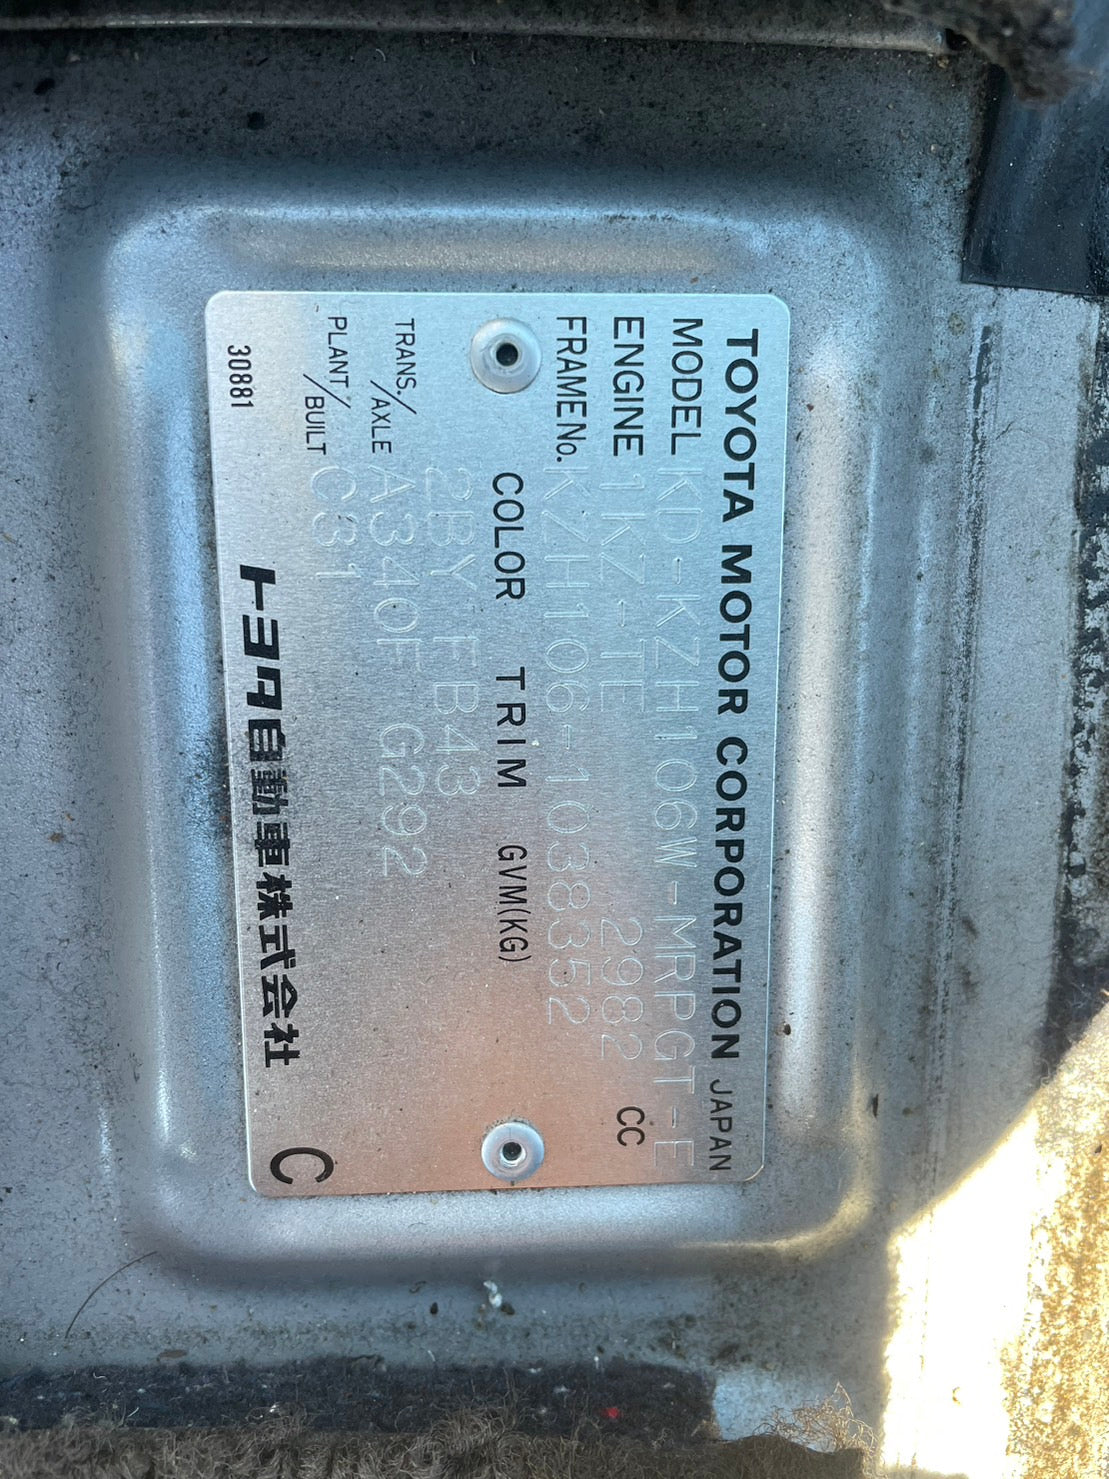 TOYOTA MOTOR CORPORATION JAPAN
MODEL KD-KZH106W-MRPGT-E
ENGINE 1KZ-TE 2982 CC
FRAME No. KZH106-1038352
COLOR TRIM GVM(KG)
2BY FB43
TRANS./AXLE A340F G292
PLANT/BUILT C31
30881 トヨタ自動車株式会社 C